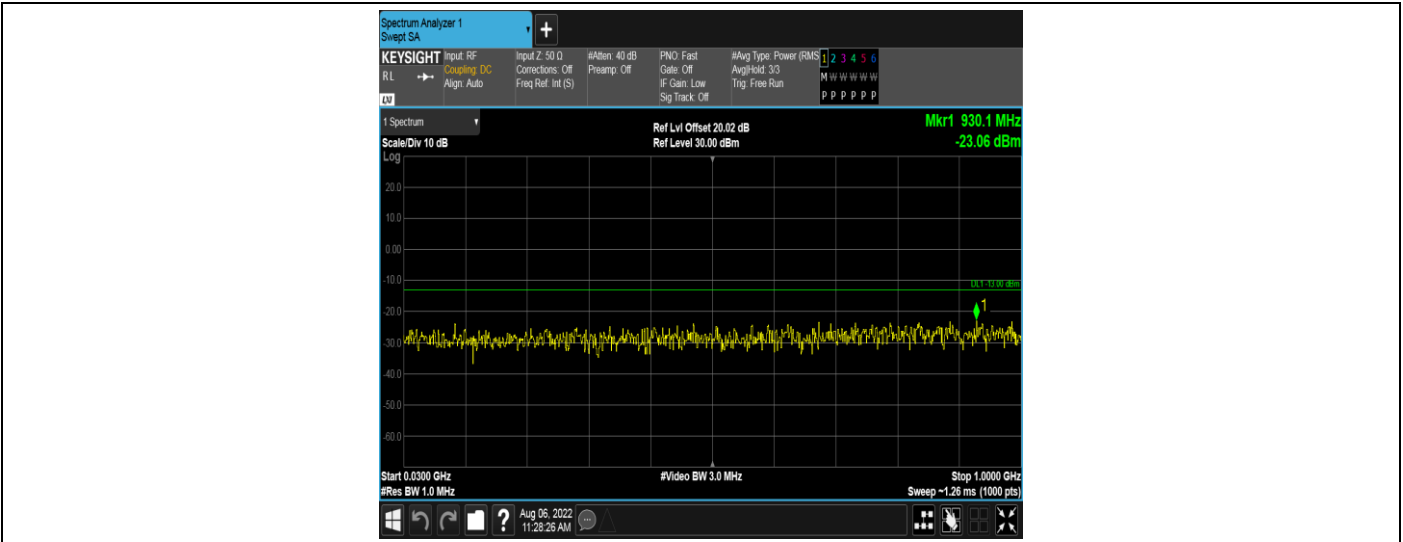 Spectrum Analyzer 1
Swept SA
+
KEYSIGHT
RL
Input: RF
Coupling: DC
Align: Auto
Input Z: 50 Ω
Corrections: Off
Freq Ref: Int (S)
#Atten: 40 dB
Preamp: Off
PNO: Fast
Gate: Off
IF Gain: Low
Sig Track: Off
#Avg Type: Power (RMS
Avg|Hold: 3/3
Trig: Free Run
1 2 3 4 5 6
M W W W W W
P P P P P P
1 Spectrum
Scale/Div 10 dB
Ref Lvl Offset 20.02 dB
Ref Level 30.00 dBm
Mkr1 930.1 MHz
-23.06 dBm
Log
20.0
10.0
0.00
-10.0
DL1 -13.00 dBm
1
-20.0
-30.0
-40.0
-50.0
-60.0
Start 0.0300 GHz
#Video BW 3.0 MHz
Stop 1.0000 GHz
#Res BW 1.0 MHz
Sweep ~1.26 ms (1000 pts)
?
Aug 06, 2022
11:28:26 AM